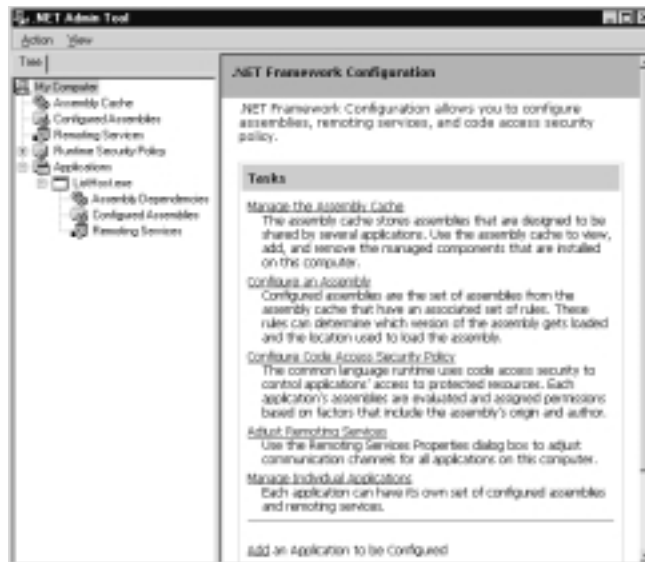 .NET Admin Tool
Action View
Tree
My Computer
Assembly Cache
Configured Assemblies
Remoting Services
Runtime Security Policy
Applications
Assembly Dependencies
Configured Assemblies
Remoting Services
.NET Framework Configuration
.NET Framework Configuration allows you to configure
assemblies, remoting services, and code access security
policy.
Tasks
Manage the Assembly Cache
The assembly cache stores assemblies that are designed to be
shared by several applications. Use the assembly cache to view,
add, and remove the managed components that are installed
on this computer.
Configure an Assembly
Configured assemblies are the set of assemblies from the
assembly cache that have an associated set of rules. These
rules can determine which version of the assembly gets loaded
and the location used to load the assembly.
Configure Code Access Security Policy
The common language runtime uses code access security to
control applications' access to protected resources. Each
application's assemblies are evaluated and assigned permissions
based on factors that include the assembly's origin and author.
Adjust Remoting Services
Use the Remoting Services Properties dialog box to adjust
communication channels for all applications on this computer.
Manage Individual Applications
Each application can have its own set of configured assemblies
and remoting services.
Add an Application to be Configured